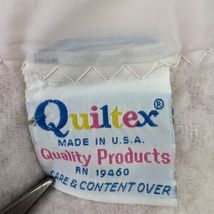 Quiltex®
MADE IN U.S.A.
Quality Products
RN 19460
CARE & CONTENT OVER